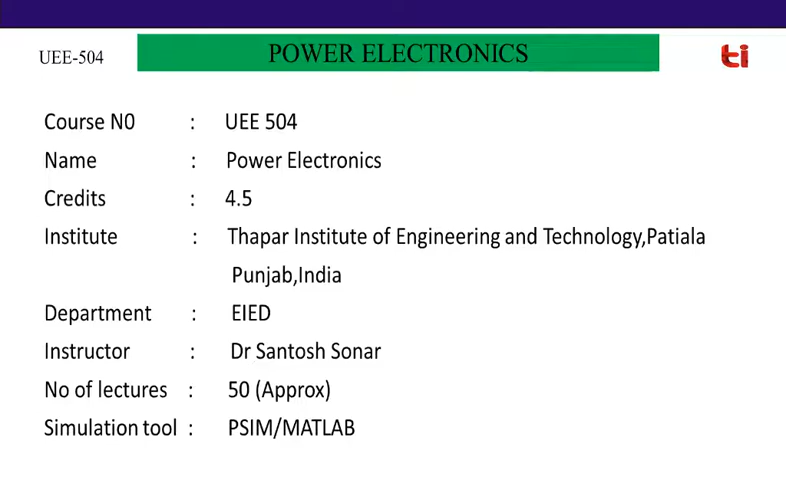 UEE-504 POWER ELECTRONICS ti
Course N0 : UEE 504
Name : Power Electronics
Credits : 4.5
Institute : Thapar Institute of Engineering and Technology,Patiala
Punjab,India
Department : EIED
Instructor : Dr Santosh Sonar
No of lectures : 50 (Approx)
Simulation tool : PSIM/MATLAB